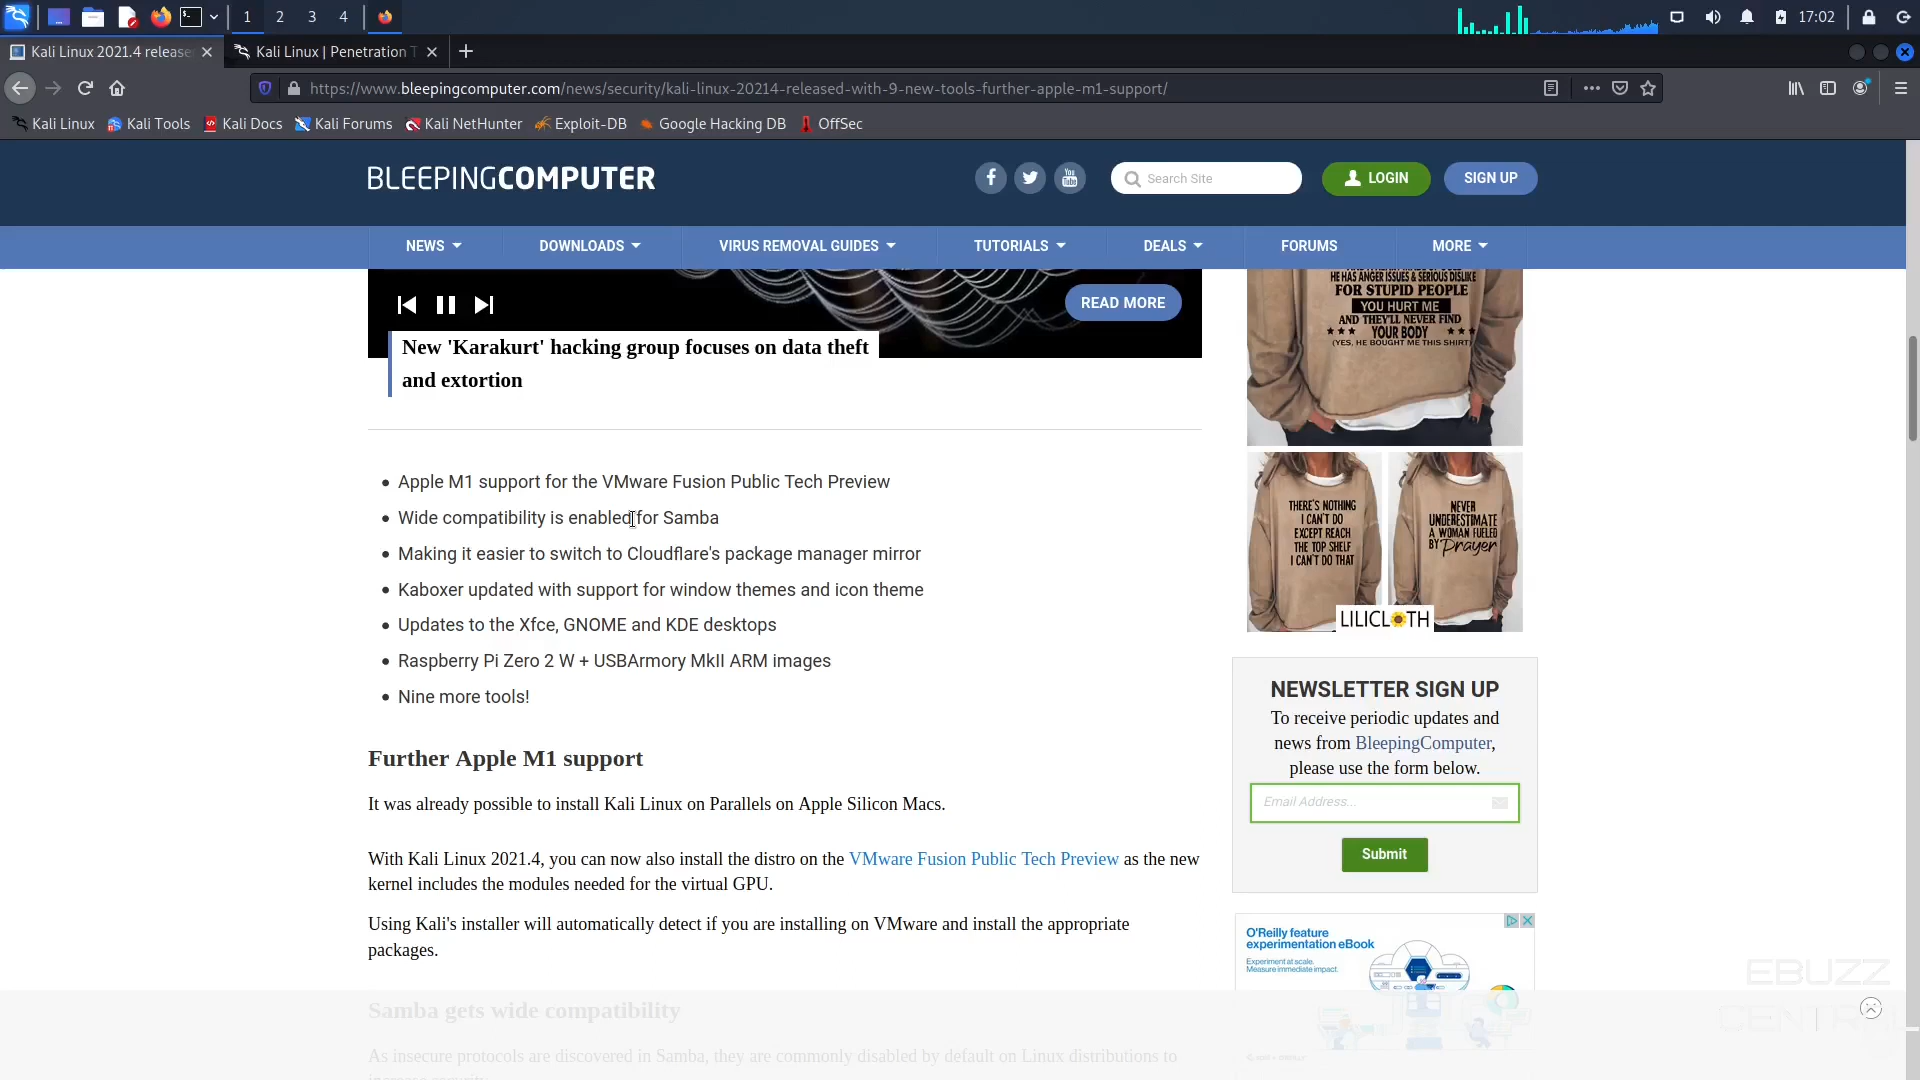 1 2 3 4
17:02
Kali Linux 2021.4 release
Kali Linux | Penetration T
https://www.bleepingcomputer.com/news/security/kali-linux-20214-released-with-9-new-tools-further-apple-m1-support/
Kali Linux Kali Tools Kali Docs Kali Forums Kali NetHunter Exploit-DB Google Hacking DB OffSec
BLEEPINGCOMPUTER
You Tube
Search Site
LOGIN
SIGN UP
NEWS DOWNLOADS VIRUS REMOVAL GUIDES TUTORIALS DEALS FORUMS MORE
READ MORE
New 'Karakurt' hacking group focuses on data theft
and extortion
Apple M1 support for the VMware Fusion Public Tech Preview
Wide compatibility is enabled for Samba
Making it easier to switch to Cloudflare's package manager mirror
Kaboxer updated with support for window themes and icon theme
Updates to the Xfce, GNOME and KDE desktops
Raspberry Pi Zero 2 W + USBArmory MkII ARM images
Nine more tools!
Further Apple M1 support
It was already possible to install Kali Linux on Parallels on Apple Silicon Macs.
With Kali Linux 2021.4, you can now also install the distro on the VMware Fusion Public Tech Preview as the new
kernel includes the modules needed for the virtual GPU.
Using Kali's installer will automatically detect if you are installing on VMware and install the appropriate
packages.
Samba gets wide compatibility
As insecure protocols are discovered in Samba, they are commonly disabled by default on Linux distributions to
HE HAS ANGER ISSUES & SERIOUS DISLIKE
FOR STUPID PEOPLE
YOU HURT ME
AND THEY'LL NEVER FIND
YOUR BODY
(YES, HE BOUGHT ME THIS SHIRT)
THERE'S NOTHING
I CAN'T DO
EXCEPT REACH
THE TOP SHELF
I CAN'T DO THAT
NEVER
UNDERESTIMATE
A WOMAN FUELED
BY Prayer
LILICLOTH
NEWSLETTER SIGN UP
To receive periodic updates and
news from BleepingComputer,
please use the form below.
Email Address...
Submit
O'Reilly feature
experimentation eBook
Experiment at scale.
Measure immediate impact.
EBUZZ
CENTRAL